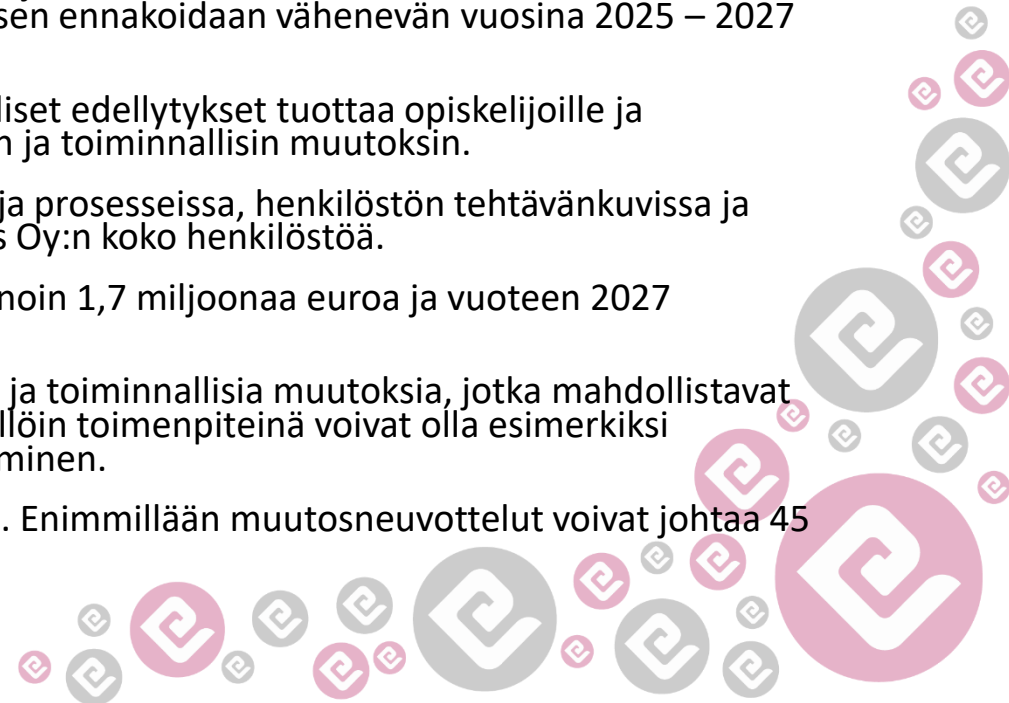 sen ennakoidaan vähenevän vuosina 2025 – 2027
liset edellytykset tuottaa opiskelijoille ja
ja toiminnallisin muutoksin.
ja prosesseissa, henkilöstön tehtävänkuvissa ja
s Oy:n koko henkilöstöä.
noin 1,7 miljoonaa euroa ja vuoteen 2027
ja toiminnallisia muutoksia, jotka mahdollistavat
llöin toimenpiteinä voivat olla esimerkiksi
minen.
. Enimmillään muutosneuvottelut voivat johtaa 45